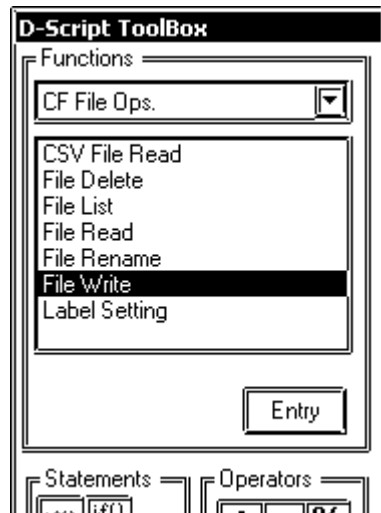 D-Script ToolBox
Functions
CF File Ops.
CSV File Read
File Delete
File List
File Read
File Rename
File Write
Label Setting
Entry
Statements Operators
if()